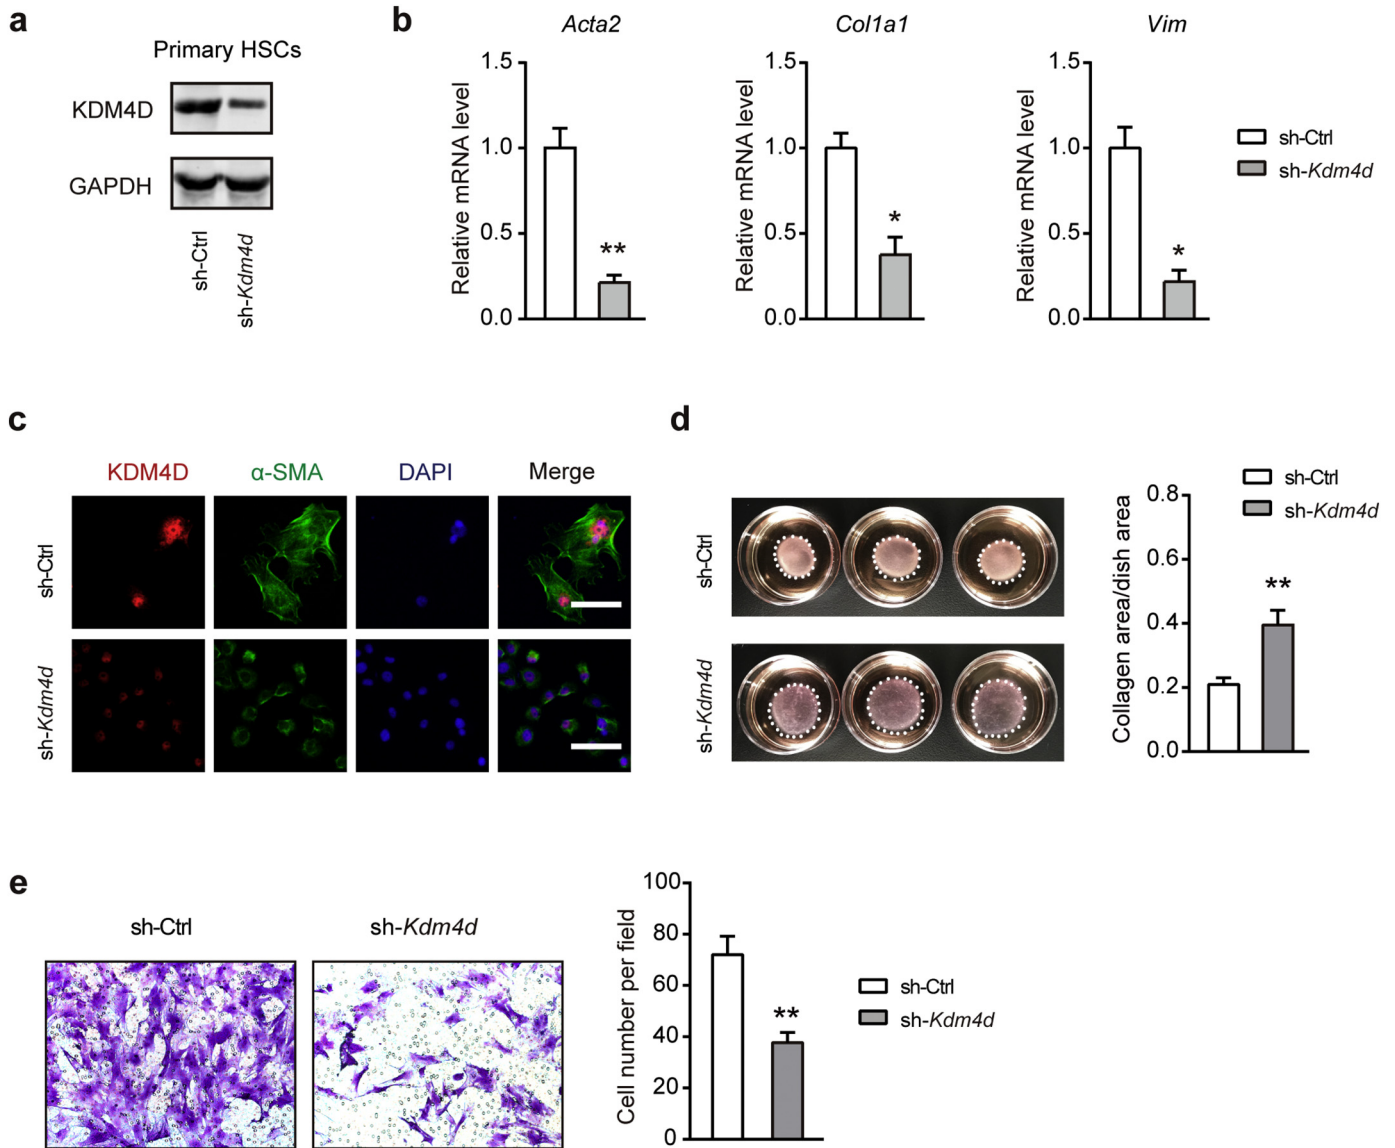 a
Primary HSCs
KDM4D
GAPDH
sh-Ctrl
sh-Kdm4d
b
Acta2
Relative mRNA level
1.5
1.0
0.5
0.0
**
Col1a1
Relative mRNA level
1.5
1.0
0.5
0.0
*
Vim
Relative mRNA level
1.5
1.0
0.5
0.0
*
sh-Ctrl
sh-Kdm4d
c
KDM4D α-SMA DAPI Merge
sh-Ctrl
sh-Kdm4d
d
sh-Ctrl
sh-Kdm4d
Collagen area/dish area
0.8
0.6
0.4
0.2
0.0
**
sh-Ctrl
sh-Kdm4d
e
sh-Ctrl
sh-Kdm4d
Cell number per field
100
80
60
40
20
0
**
sh-Ctrl
sh-Kdm4d